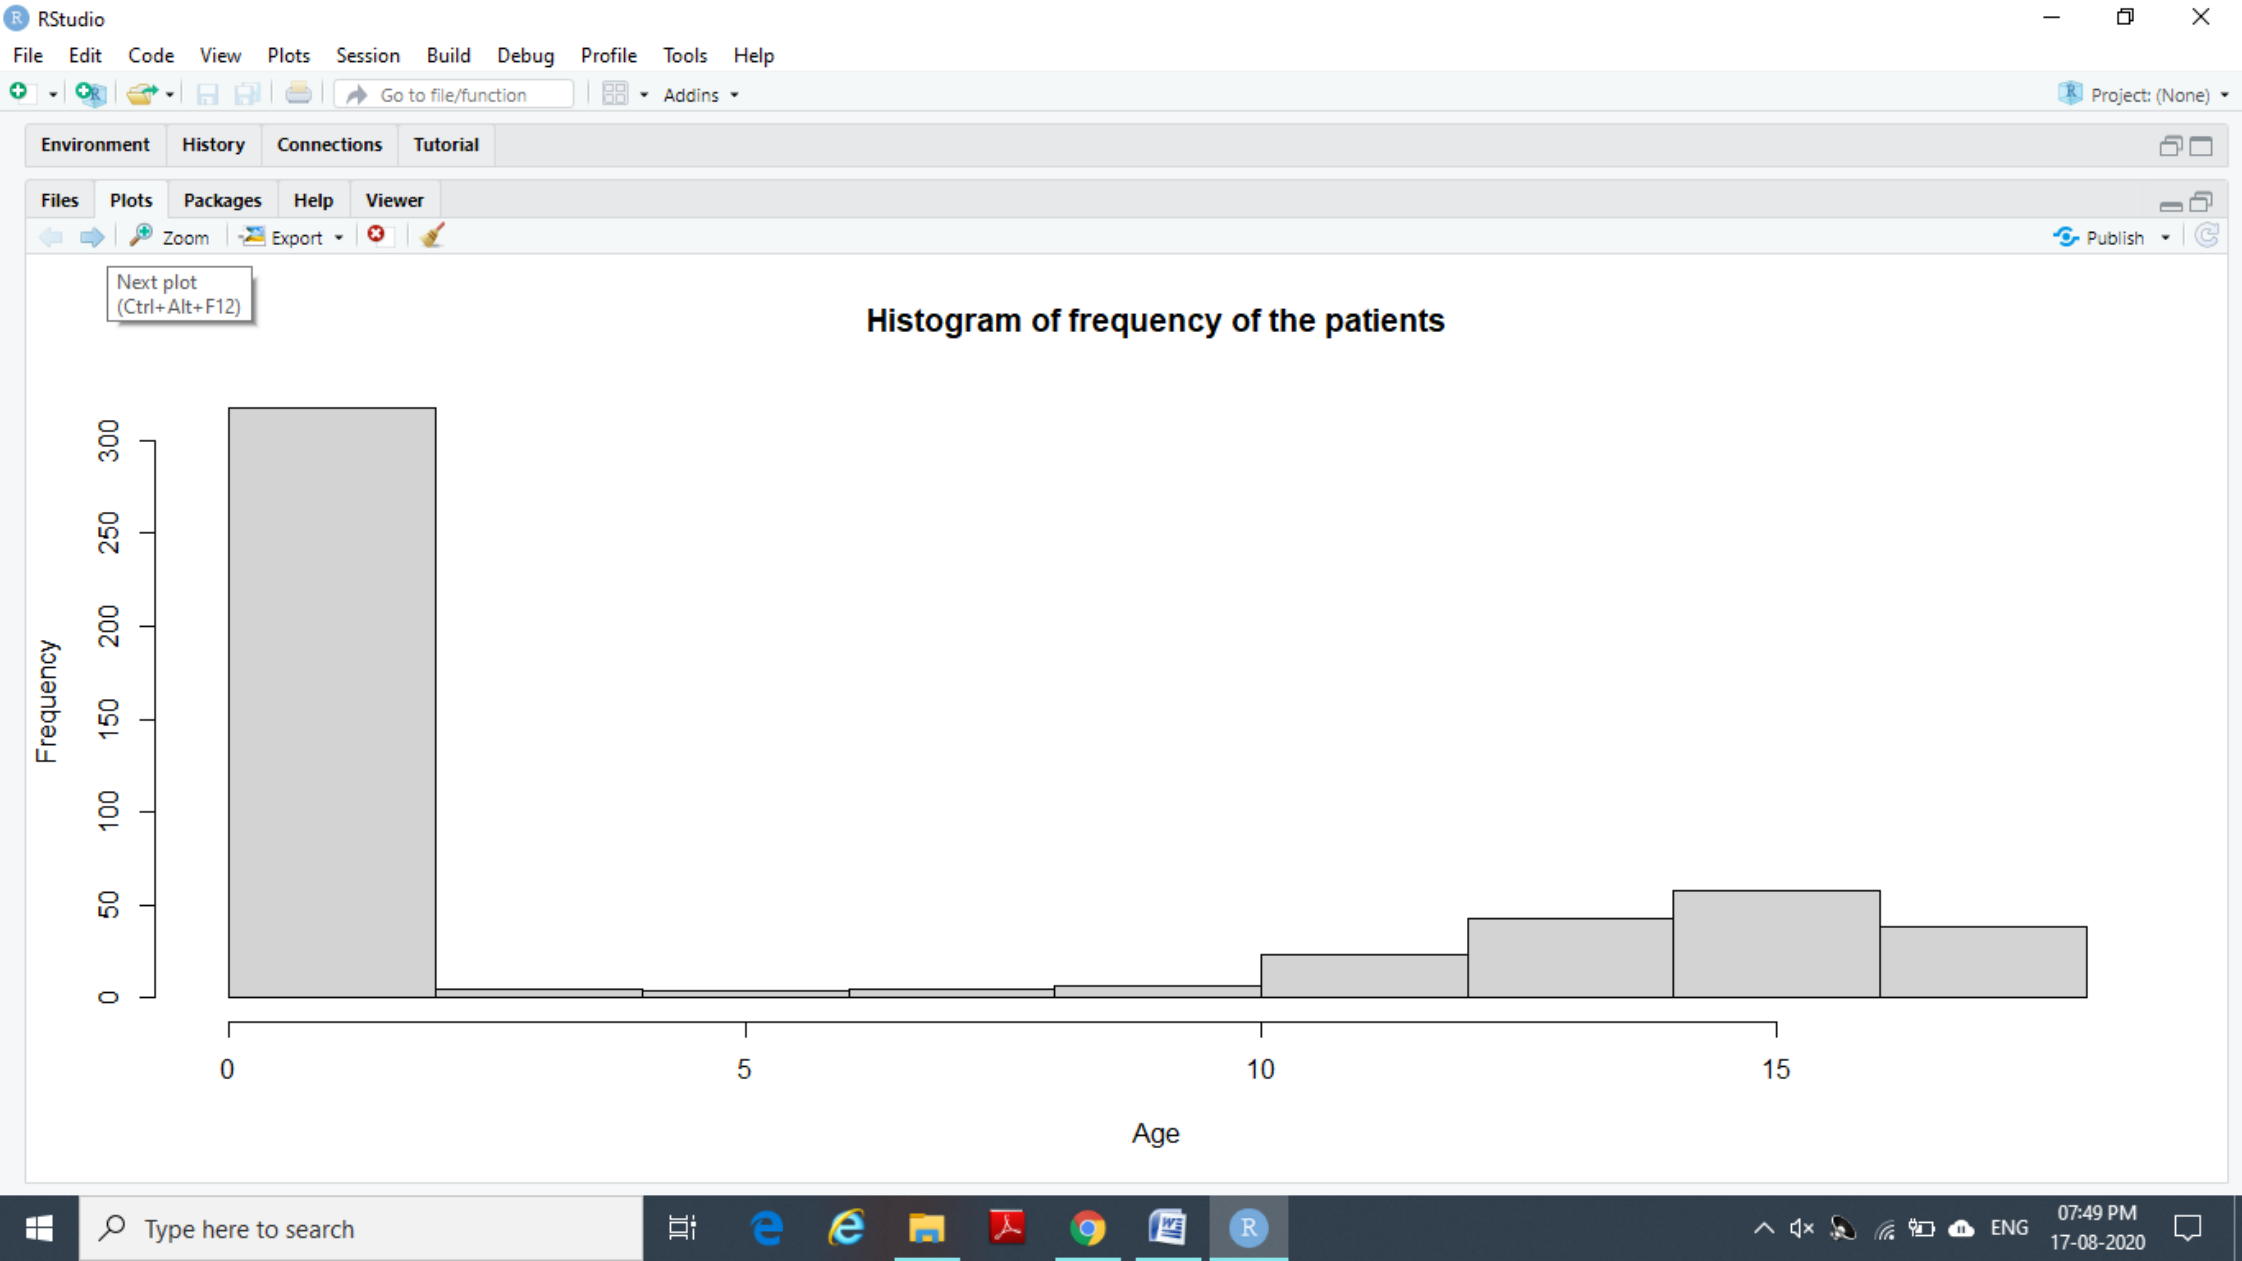 RStudio
File Edit Code View Plots Session Build Debug Profile Tools Help
Go to file/function Addins Project: (None)
Environment History Connections Tutorial
Files Plots Packages Help Viewer
Zoom Export Publish
Next plot
(Ctrl+Alt+F12)
Histogram of frequency of the patients
Frequency
300
250
200
150
100
50
0
0 5 10 15
Age
Type here to search
ENG
07:49 PM
17-08-2020